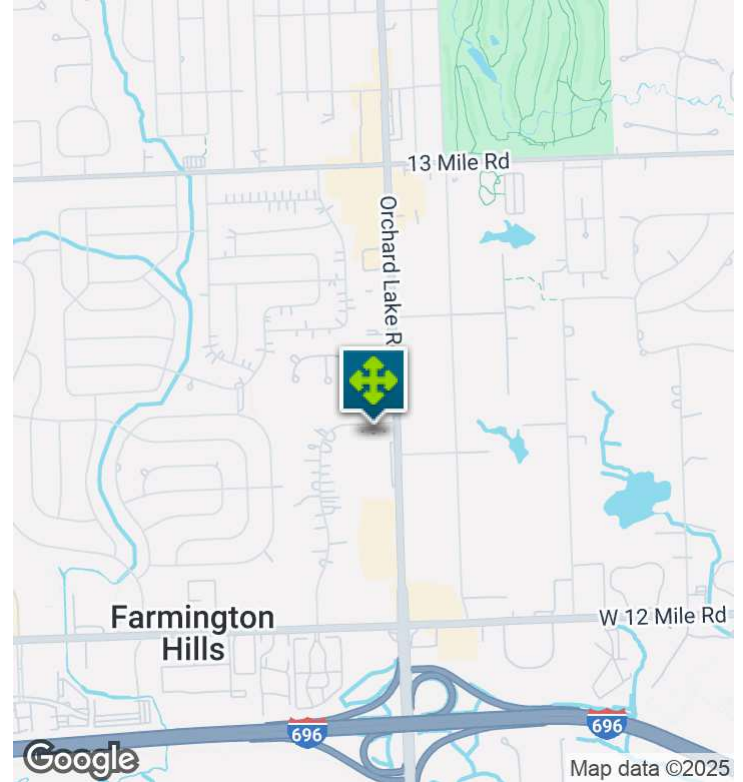 13 Mile Rd
Orchard Lake R
Farmington
Hills
W 12 Mile Rd
696
696
Google
Map data ©2025